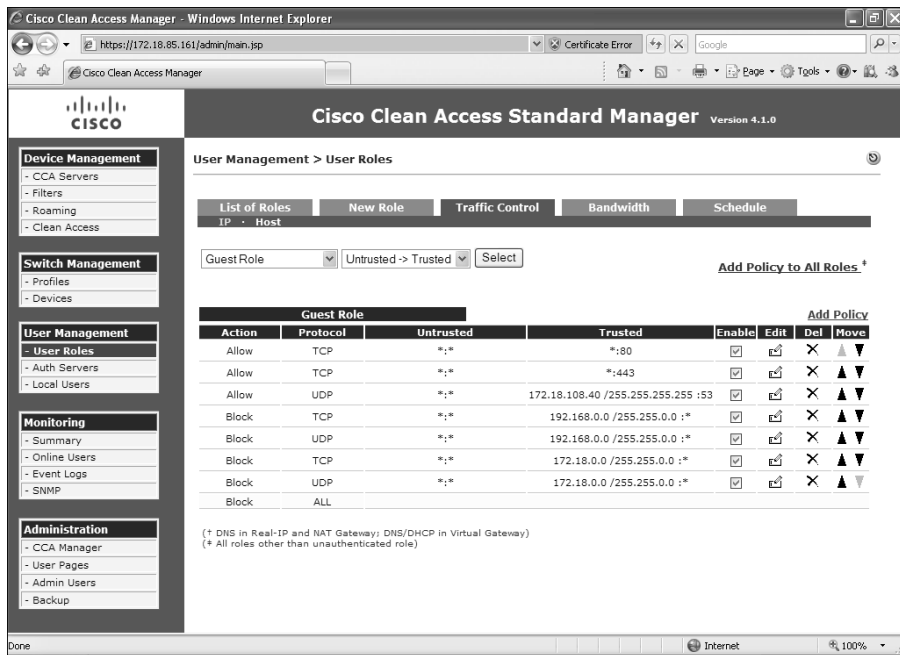 Cisco Clean Access Manager - Windows Internet Explorer
https://172.18.85.161/admin/main.jsp
Certificate Error
Google
Cisco Clean Access Manager
Page
Tools
CISCO
Cisco Clean Access Standard Manager Version 4.1.0
Device Management
- CCA Servers
- Filters
- Roaming
- Clean Access
Switch Management
- Profiles
- Devices
User Management
- User Roles
- Auth Servers
- Local Users
Monitoring
- Summary
- Online Users
- Event Logs
- SNMP
Administration
- CCA Manager
- User Pages
- Admin Users
- Backup
User Management > User Roles
List of Roles New Role Traffic Control Bandwidth Schedule
IP · Host
Guest Role Untrusted -> Trusted Select
Add Policy to All Roles ‡
Guest Role Add Policy
Action Protocol Untrusted Trusted Enable Edit Del Move
Allow TCP *:* *:80
Allow TCP *:* *:443
Allow UDP *:* 172.18.108.40 /255.255.255.255 :53
Block TCP *:* 192.168.0.0 /255.255.0.0 :*
Block UDP *:* 192.168.0.0 /255.255.0.0 :*
Block TCP *:* 172.18.0.0 /255.255.0.0 :*
Block UDP *:* 172.18.0.0 /255.255.0.0 :*
Block ALL
(† DNS in Real-IP and NAT Gateway; DNS/DHCP in Virtual Gateway)
(‡ All roles other than unauthenticated role)
Done
Internet
100%